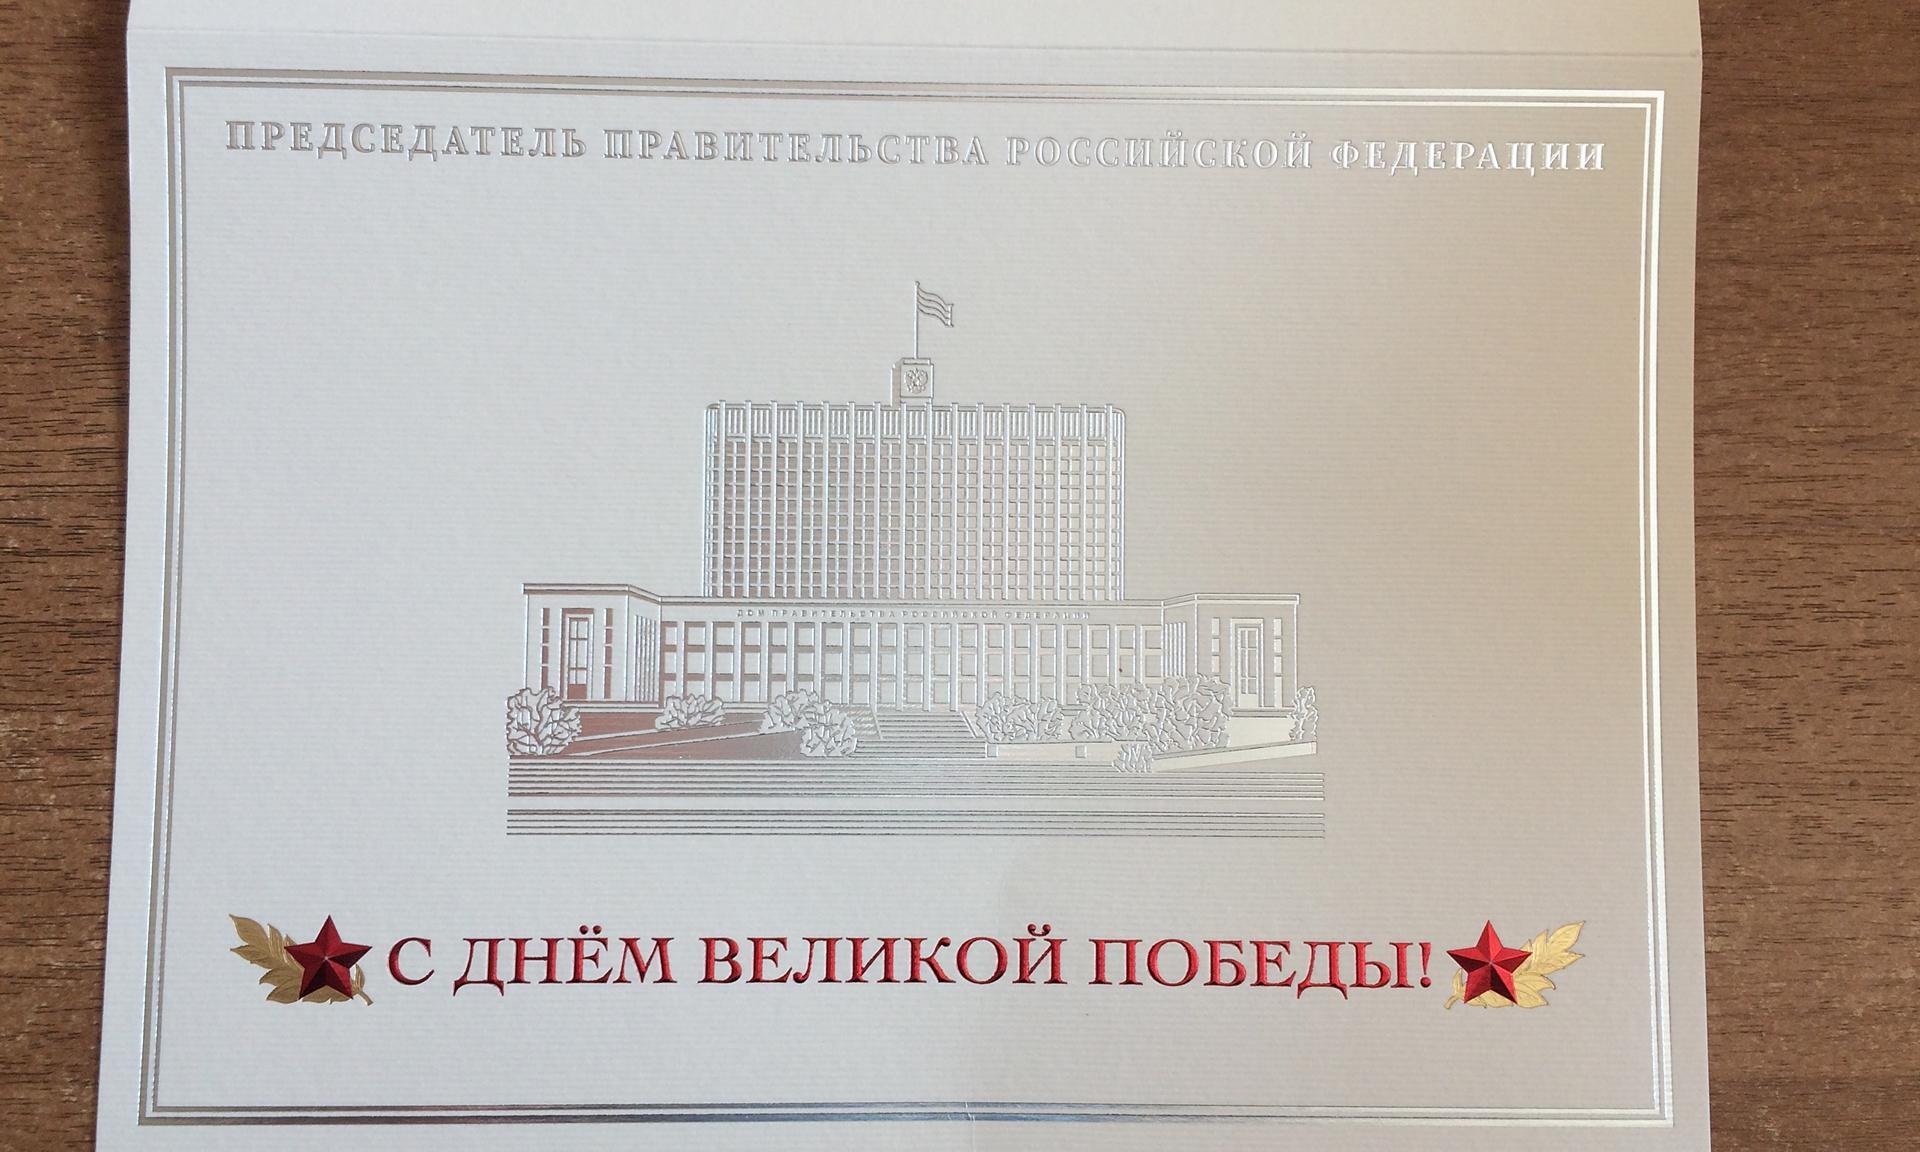 ПРЕДСЕДАТЕЛЬ ПРАВИТЕЛЬСТВА РОССИЙСКОЙ ФЕДЕРАЦИИ
ДОМ ПРАВИТЕЛЬСТВА РОССИЙСКОЙ ФЕДЕРАЦИИ
С ДНЁМ ВЕЛИКОЙ ПОБЕДЫ!